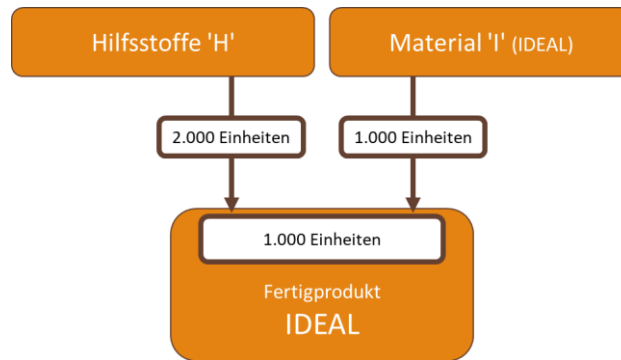 Hilfsstoffe 'H'
Material 'I' (IDEAL)
2.000 Einheiten
1.000 Einheiten
1.000 Einheiten
Fertigprodukt
IDEAL